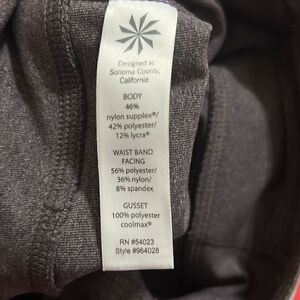 Designed in
Sonoma County,
California
BODY
46%
nylon supplex®/
42% polyester/
12% lycra®
WAIST BAND
FACING
56% polyester/
36% nylon/
8% spandex
GUSSET
100% polyester
coolmax®
RN #54023
Style #964028